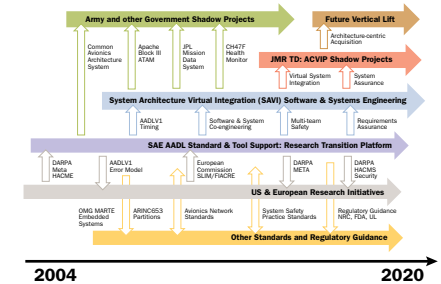 Army and other Government Shadow Projects
Future Vertical Lift
Common
Avionics
Architecture
System
Apache
Block III
ATAM
JPL
Mission
Data
System
CH47F
Health
Monitor
Architecture-centric
Acquisition
JMR TD: ACVIP Shadow Projects
Virtual System
Integration
System
Assurance
System Architecture Virtual Integration (SAVI) Software & Systems Engineering
AADLV1
Timing
Software & System
Co-engineering
Multi-team
Safety
Requirements
Assurance
SAE AADL Standard & Tool Support: Research Transition Platform
DARPA
Meta
HACME
AADLV1
Error Model
European
Commission
SLIM/FIACRE
DARPA
META
DARPA
HACMS
Security
US & European Research Initiatives
OMG MARTE
Embedded
Systems
ARINC653
Partitions
Avionics Network
Standards
System Safety
Practice Standards
Regulatory Guidance
NRC, FDA, UL
Other Standards and Regulatory Guidance
2004
2020